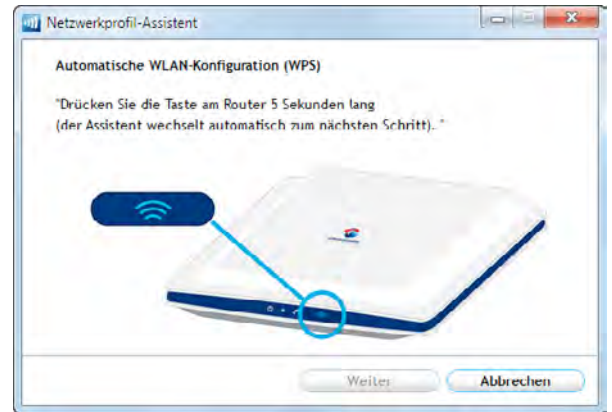 Netzwerkprofil-Assistent
Automatische WLAN-Konfiguration (WPS)
"Drücken Sie die Taste am Router 5 Sekunden lang
(der Assistent wechselt automatisch zum nächsten Schritt). "
Weiter
Abbrechen